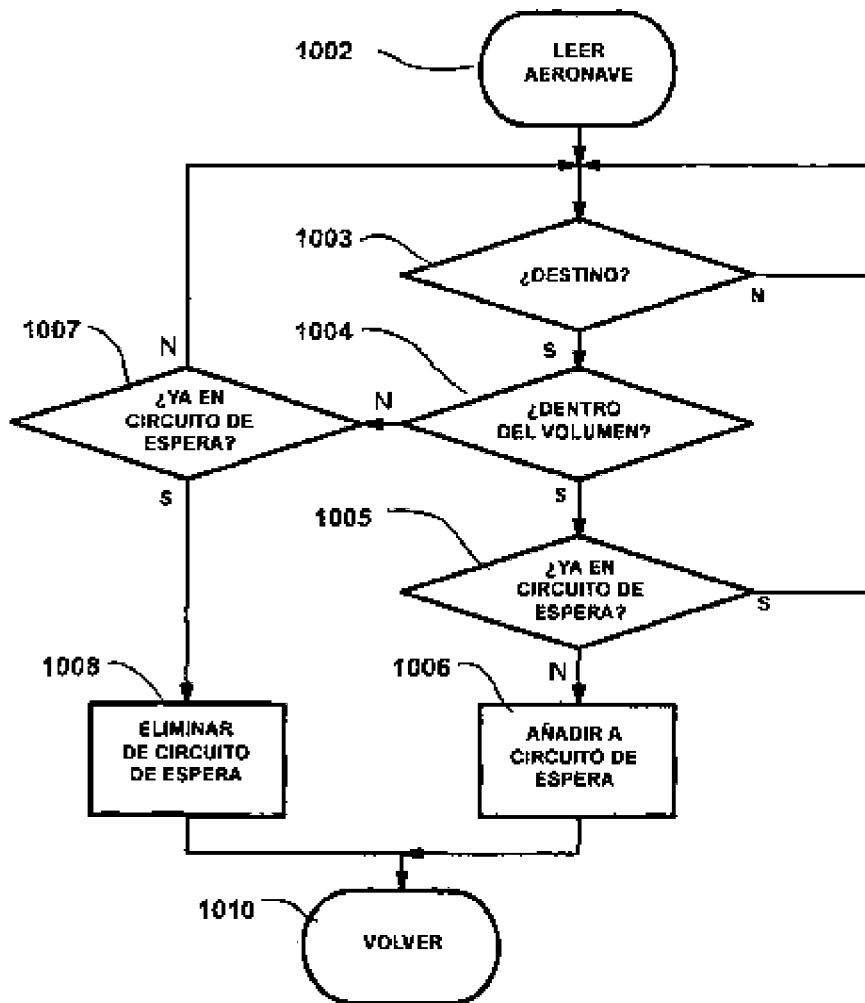 1002
LEER
AERONAVE
1003
¿DESTINO?
N
S
1004
¿DENTRO
DEL VOLUMEN?
N
S
1007
N
¿YA EN
CIRCUITO DE
ESPERA?
S
1005
¿YA EN
CIRCUITO DE
ESPERA?
S
N
1008
ELIMINAR
DE CIRCUITO
DE ESPERA
1006
AÑADIR A
CIRCUITO DE
ESPERA
1010
VOLVER